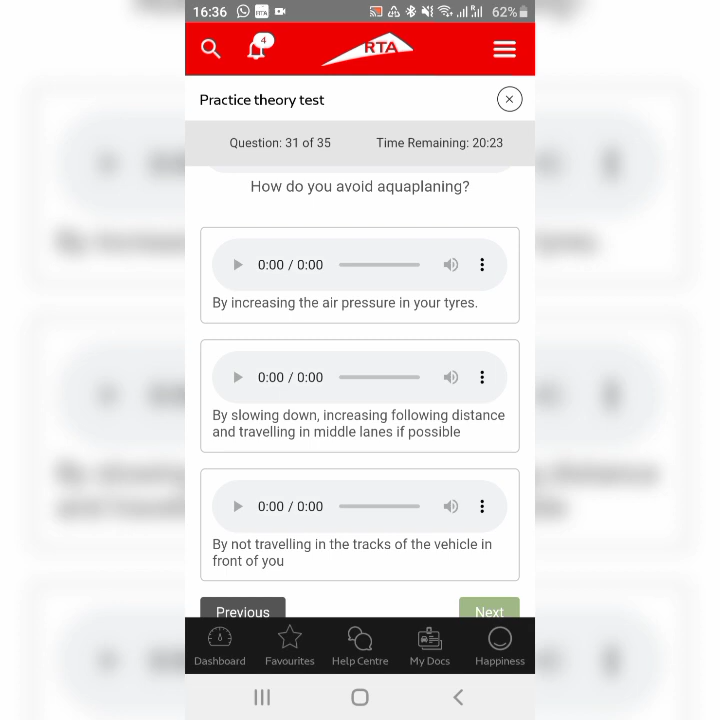 16:36
62%
4
RTA
Practice theory test
Question: 31 of 35
Time Remaining: 20:23
How do you avoid aquaplaning?
0:00 / 0:00
By increasing the air pressure in your tyres.
0:00 / 0:00
By slowing down, increasing following distance
and travelling in middle lanes if possible
0:00 / 0:00
By not travelling in the tracks of the vehicle in
front of you
Previous
Next
Dashboard
Favourites
Help Centre
My Docs
Happiness